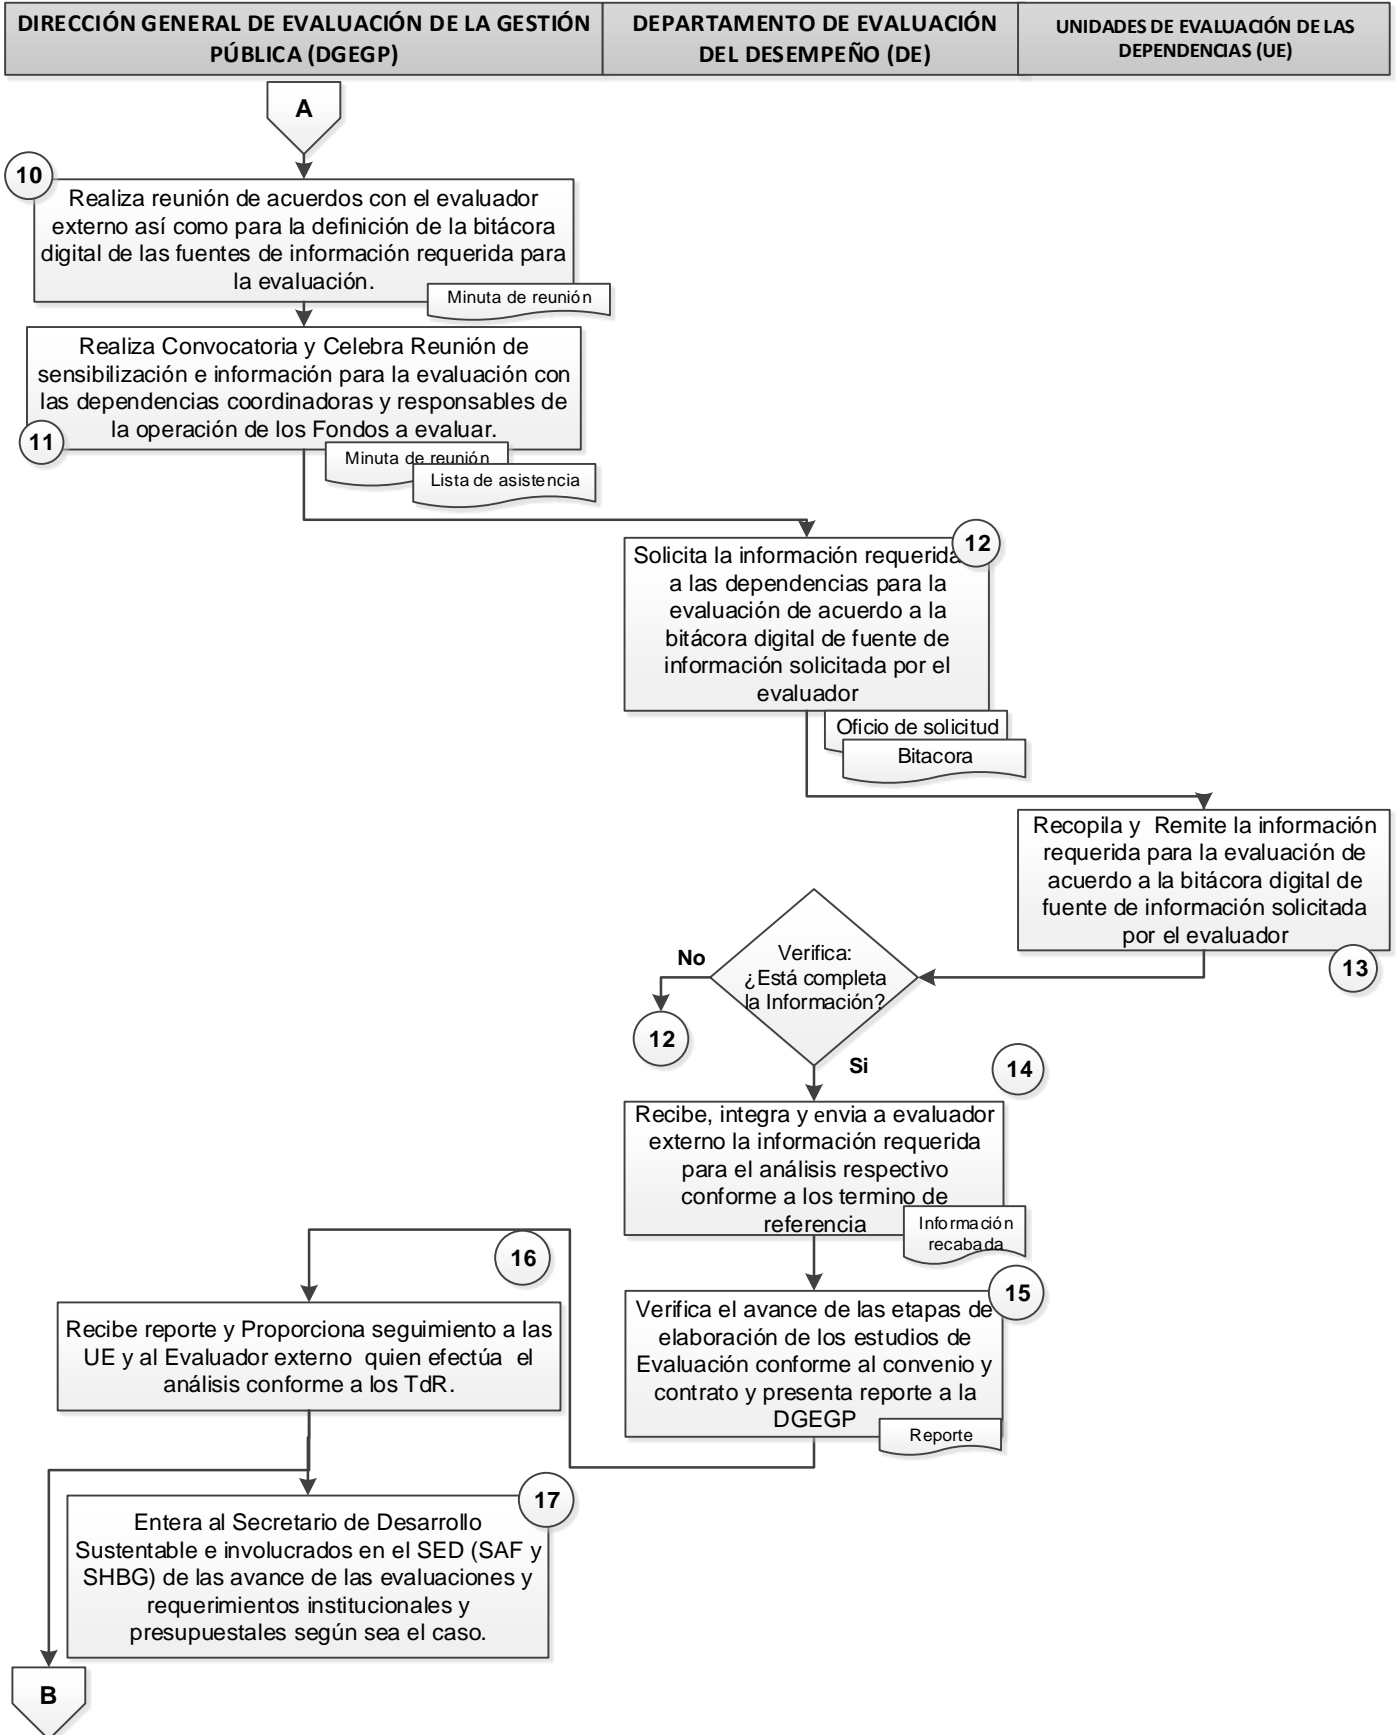 DIRECCIÓN GENERAL DE EVALUACIÓN DE LA GESTIÓN
PÚBLICA (DGEGP)
DEPARTAMENTO DE EVALUACIÓN
DEL DESEMPEÑO (DE)
UNIDADES DE EVALUACIÓN DE LAS
DEPENDENCIAS (UE)
A
10
Realiza reunión de acuerdos con el evaluador
externo así como para la definición de la bitácora
digital de las fuentes de información requerida para
la evaluación.
Minuta de reunión
Realiza Convocatoria y Celebra Reunión de
sensibilización e información para la evaluación con
las dependencias coordinadoras y responsables de
la operación de los Fondos a evaluar.
11
Minuta de reunión
Lista de asistencia
12
Solicita la información requerida
a las dependencias para la
evaluación de acuerdo a la
bitácora digital de fuente de
información solicitada por el
evaluador
Oficio de solicitud
Bitacora
Recopila y Remite la información
requerida para la evaluación de
acuerdo a la bitácora digital de
fuente de información solicitada
por el evaluador
13
Verifica:
¿Está completa
la Información?
No
12
Si
14
Recibe, integra y envia a evaluador
externo la información requerida
para el análisis respectivo
conforme a los termino de
referencia
Información
recabada
15
Verifica el avance de las etapas de
elaboración de los estudios de
Evaluación conforme al convenio y
contrato y presenta reporte a la
DGEGP
Reporte
16
Recibe reporte y Proporciona seguimiento a las
UE y al Evaluador externo quien efectúa el
análisis conforme a los TdR.
17
Entera al Secretario de Desarrollo
Sustentable e involucrados en el SED (SAF y
SHBG) de las avance de las evaluaciones y
requerimientos institucionales y
presupuestales según sea el caso.
B